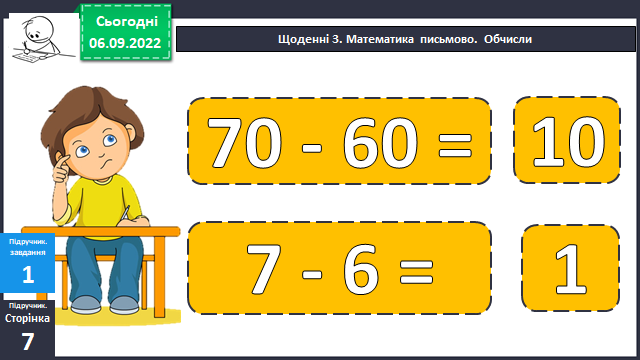 Сьогодні
06.09.2022
Щоденні 3. Математика письмово. Обчисли
70 - 60 = 10
7 - 6 = 1
Підручник.
завдання
1
Підручник.
Сторінка
7